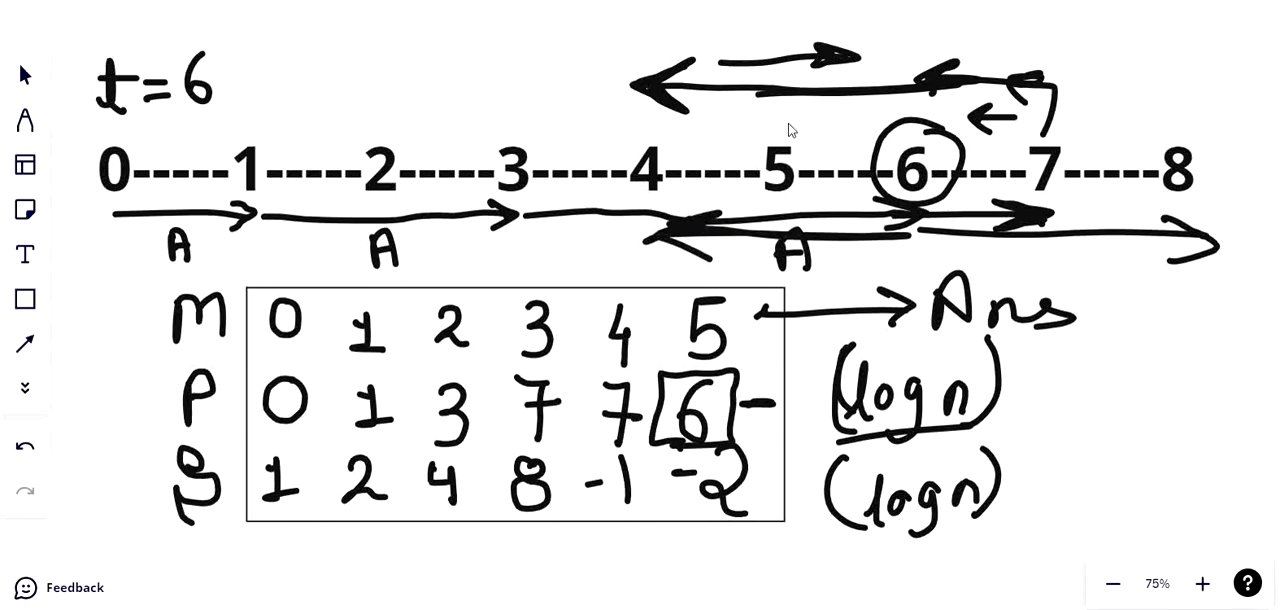 t=6
0-----1-----2-----3-----4-----5-----6-----7-----8
A A A
M 0 1 2 3 4 5 → Ans
P 0 1 3 7 7 6 - (log n)
S 1 2 4 8 -1 -2 (log n)
Feedback
75%